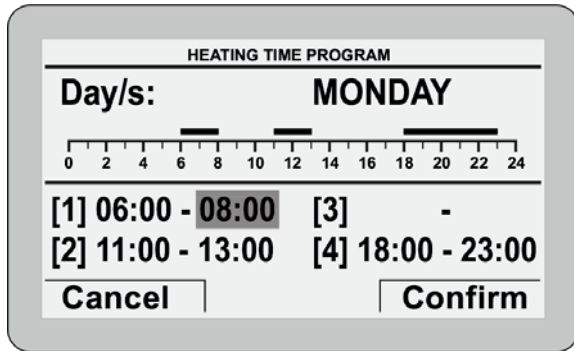 HEATING TIME PROGRAM
Day/s: MONDAY
0 2 4 6 8 10 12 14 16 18 20 22 24
[1] 06:00 - 08:00 [3] -
[2] 11:00 - 13:00 [4] 18:00 - 23:00
Cancel Confirm